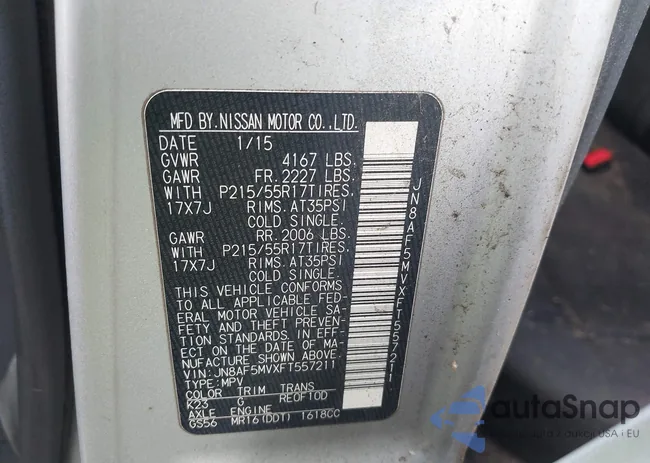 MFD BY.NISSAN MOTOR CO.,LTD.
DATE 1/15
GVWR 4167 LBS.
GAWR FR. 2227 LBS.
WITH P215/55R17TIRES.
17X7J RIMS.AT35PSI
COLD SINGLE.
GAWR RR. 2006 LBS.
WITH P215/55R17TIRES.
17X7J RIMS.AT35PSI
COLD SINGLE.
THIS VEHICLE CONFORMS
TO ALL APPLICABLE FED-
ERAL MOTOR VEHICLE SA-
FETY AND THEFT PREVEN-
TION STANDARDS IN EFF-
ECT ON THE DATE OF MA-
NUFACTURE SHOWN ABOVE.
VIN: JN8AF5MVXFT557211
TYPE:MPV
COLOR TRIM TRANS
K23 G RE0F10D
AXLE ENGINE
GS56 MR16(DDT) 1618CC
JN8AF5MVXFT557211
autoSnap
USA i EU